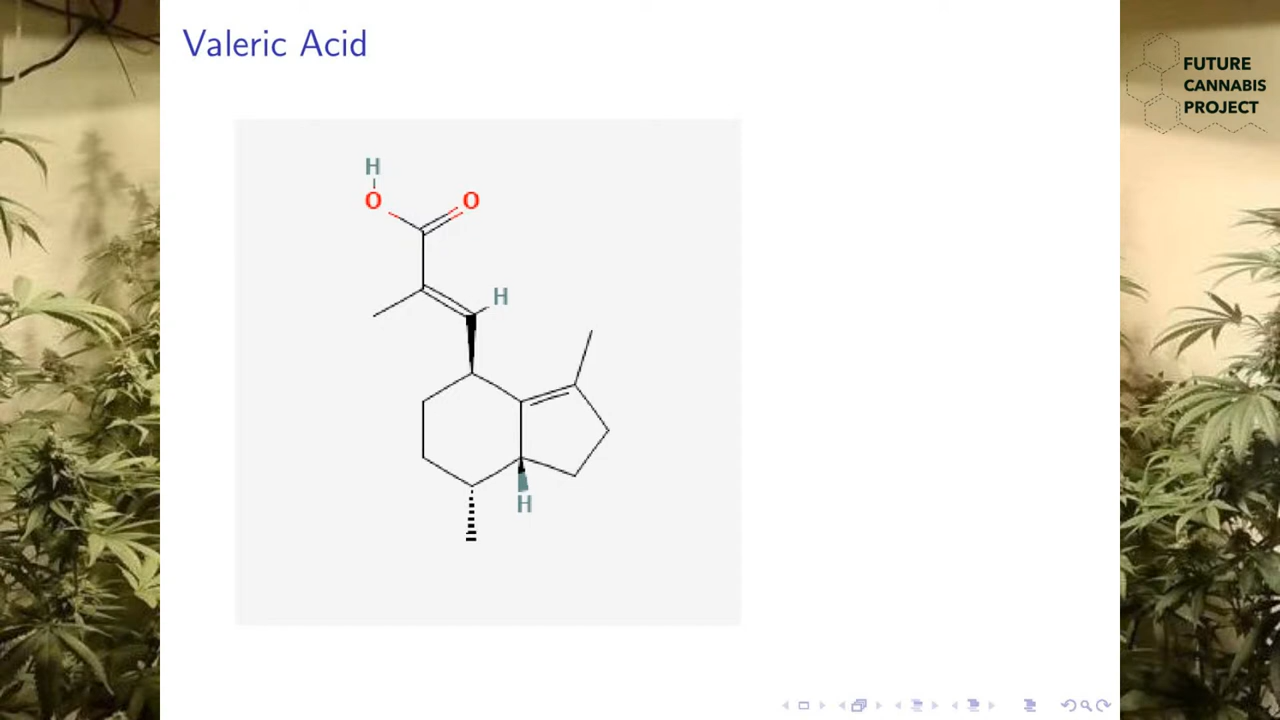 Valeric Acid
FUTURE
CANNABIS
PROJECT
H
O
O
H
H